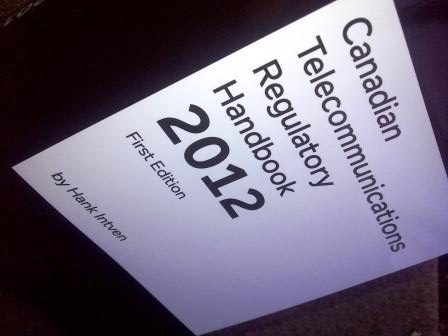 Canadian
Telecommunications
Regulatory
Handbook
2012
First Edition
by Hank Intven